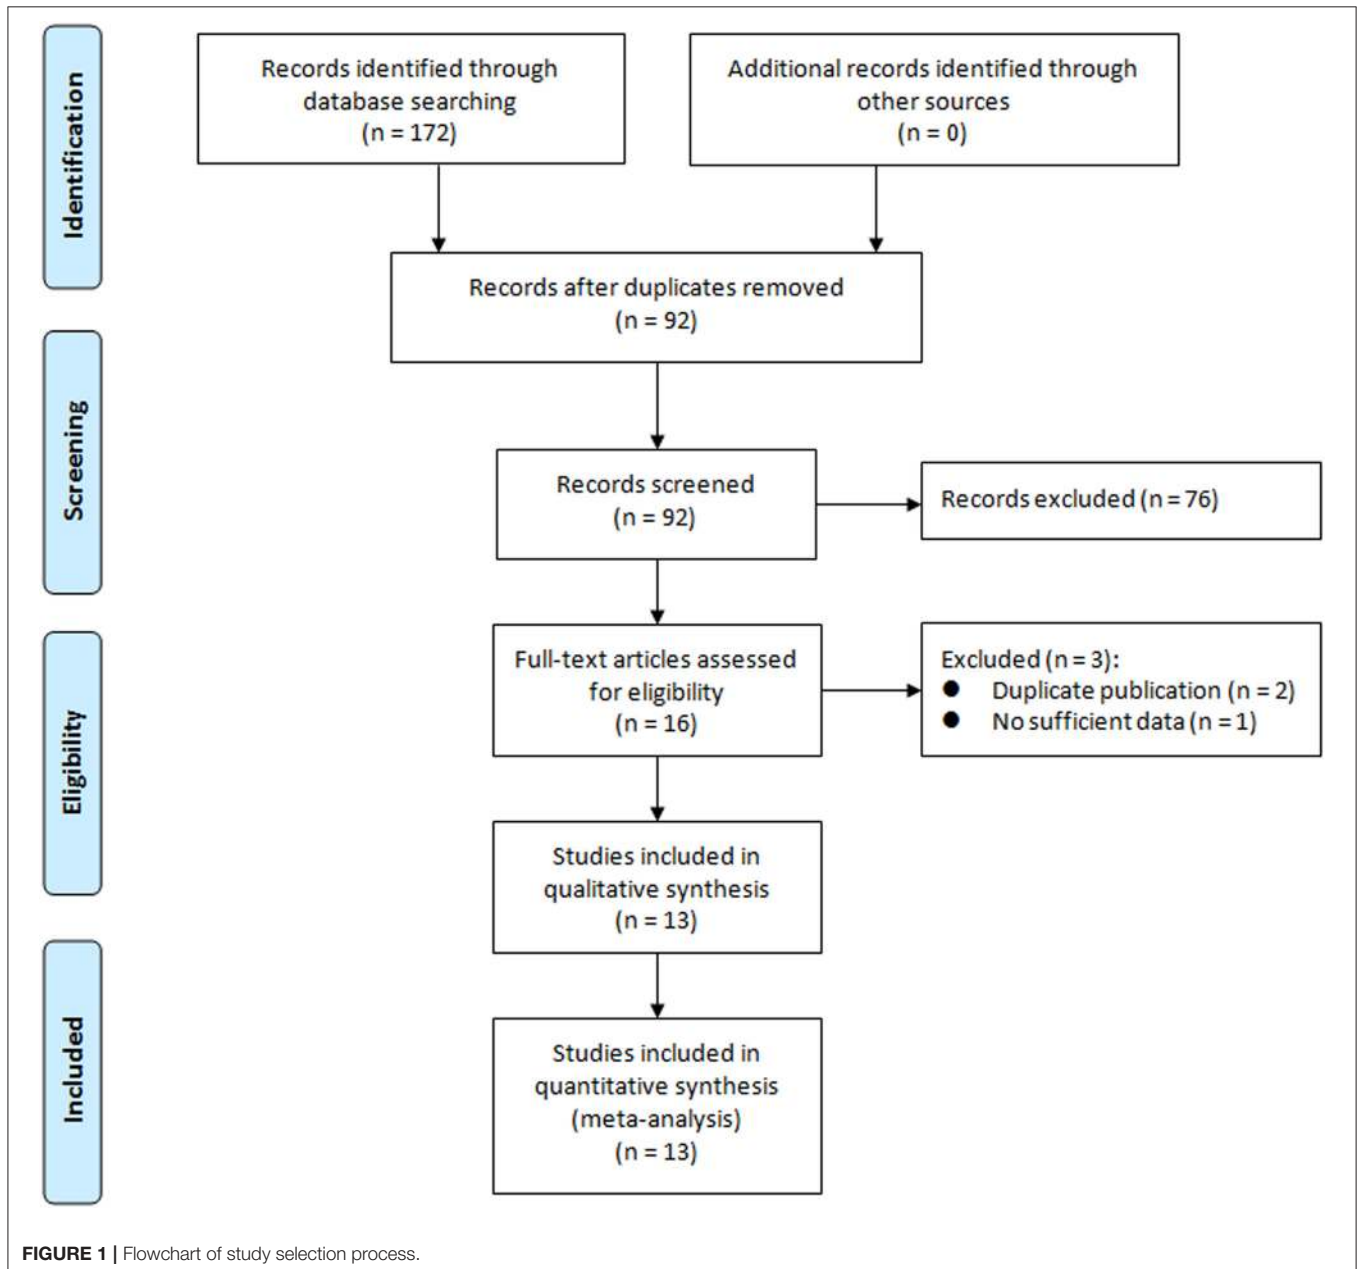 Identification
Records identified through
database searching
(n = 172)
Additional records identified through
other sources
(n = 0)
Records after duplicates removed
(n = 92)
Screening
Records screened
(n = 92)
Records excluded (n = 76)
Eligibility
Full-text articles assessed
for eligibility
(n = 16)
Excluded (n = 3):
● Duplicate publication (n = 2)
● No sufficient data (n = 1)
Studies included in
qualitative synthesis
(n = 13)
Included
Studies included in
quantitative synthesis
(meta-analysis)
(n = 13)
FIGURE 1 | Flowchart of study selection process.